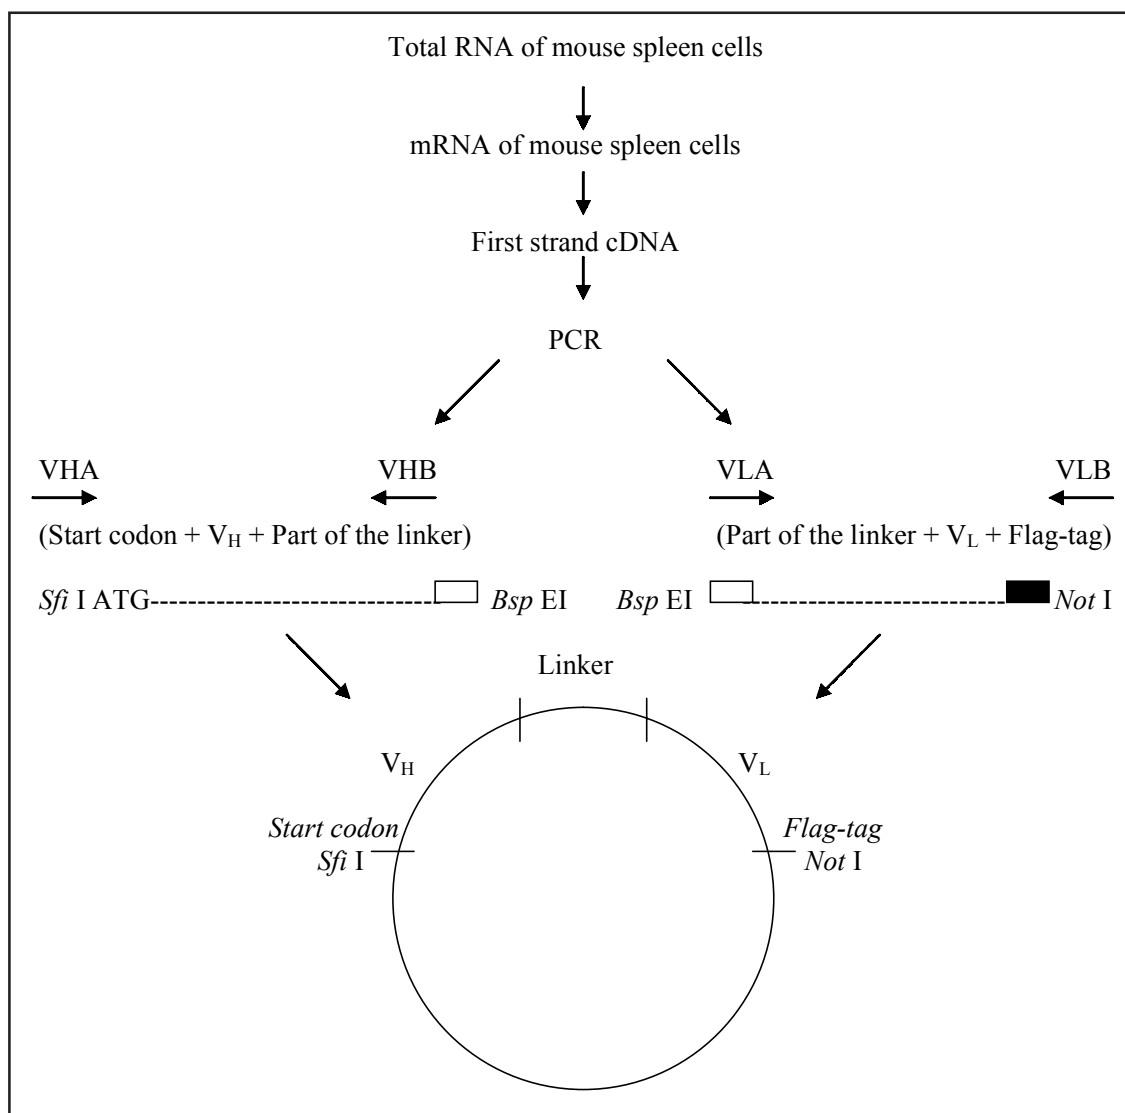 Total RNA of mouse spleen cells
mRNA of mouse spleen cells
First strand cDNA
PCR
VHA VHB VLA VLB
(Start codon + VH + Part of the linker) (Part of the linker + VL + Flag-tag)
Sfi I ATG Bsp EI Bsp EI Not I
Linker
VH VL
Start codon Flag-tag
Sfi I Not I